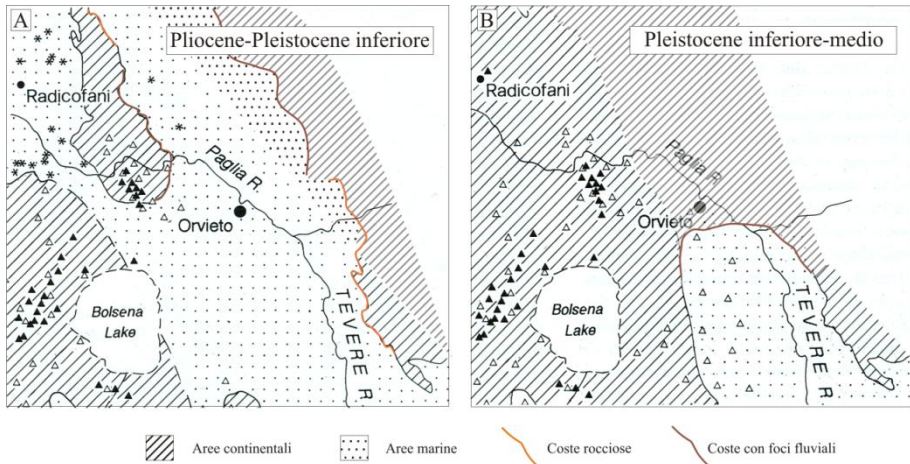 A
Pliocene-Pleistocene inferiore
Radicofani
Paglia R.
Orvieto
Bolsena
Lake
TEVERE R
B
Pleistocene inferiore-medio
Radicofani
Paglia R.
Orvieto
Bolsena
Lake
TEVERE R
Aree continentali
Aree marine
Coste rocciose
Coste con foci fluviali